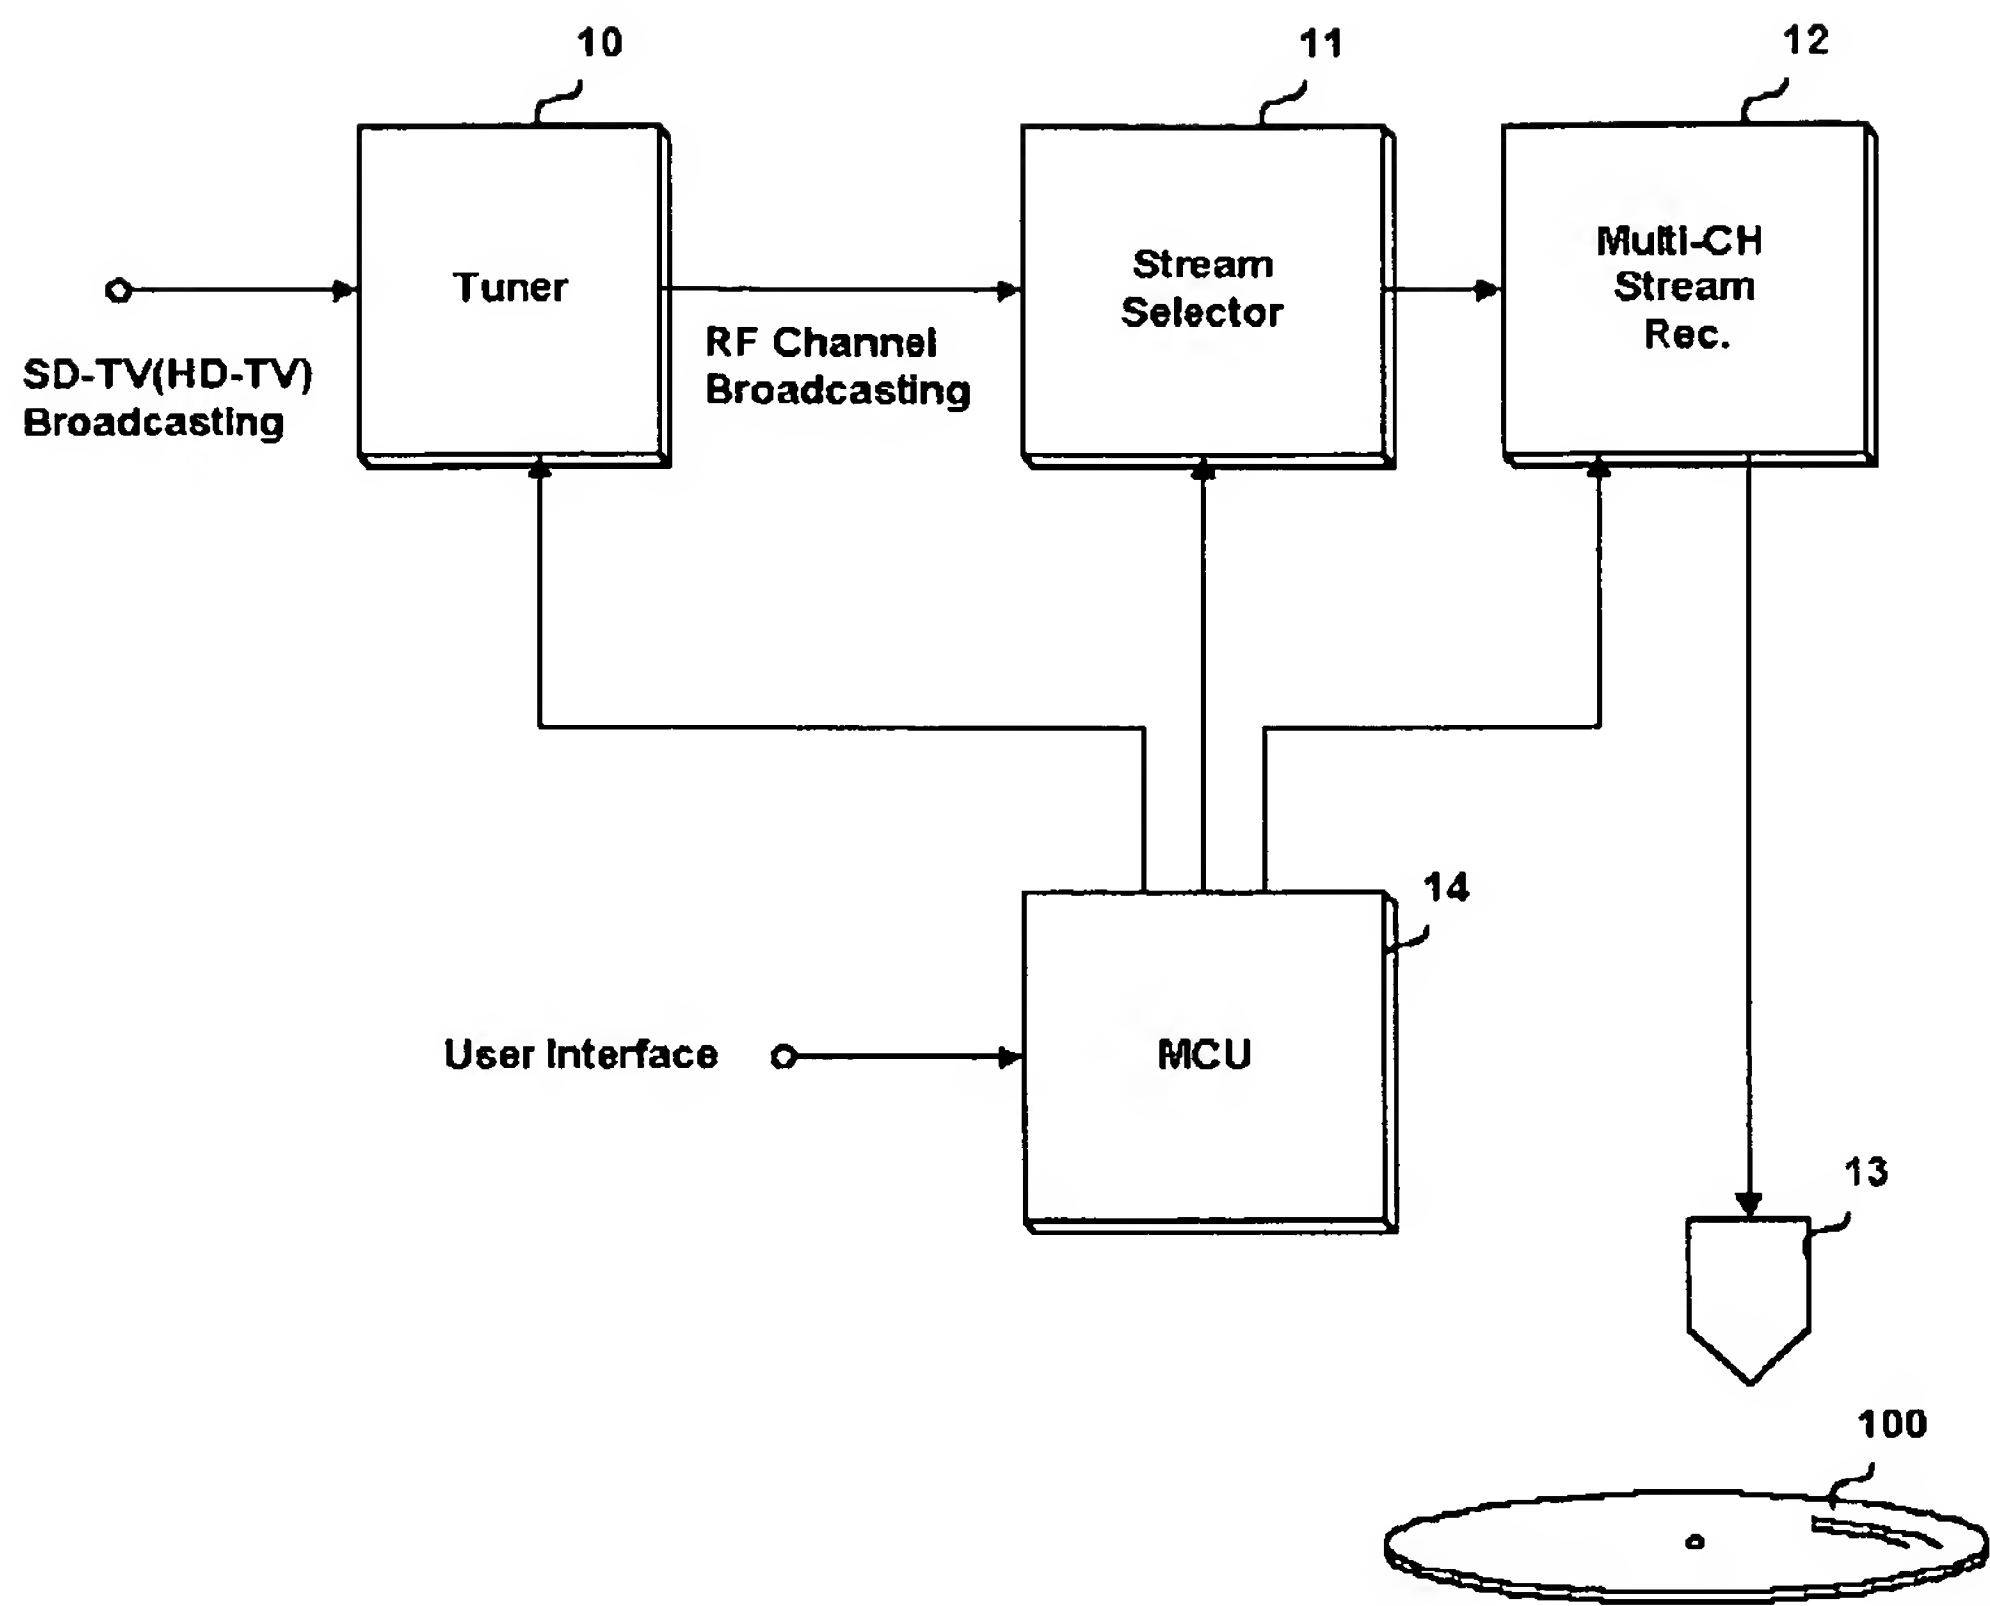 10
11
12
Tuner
Stream
Selector
Multi-CH
Stream
Rec.
SD-TV(HD-TV)
Broadcasting
RF Channel
Broadcasting
14
User Interface
MCU
13
100